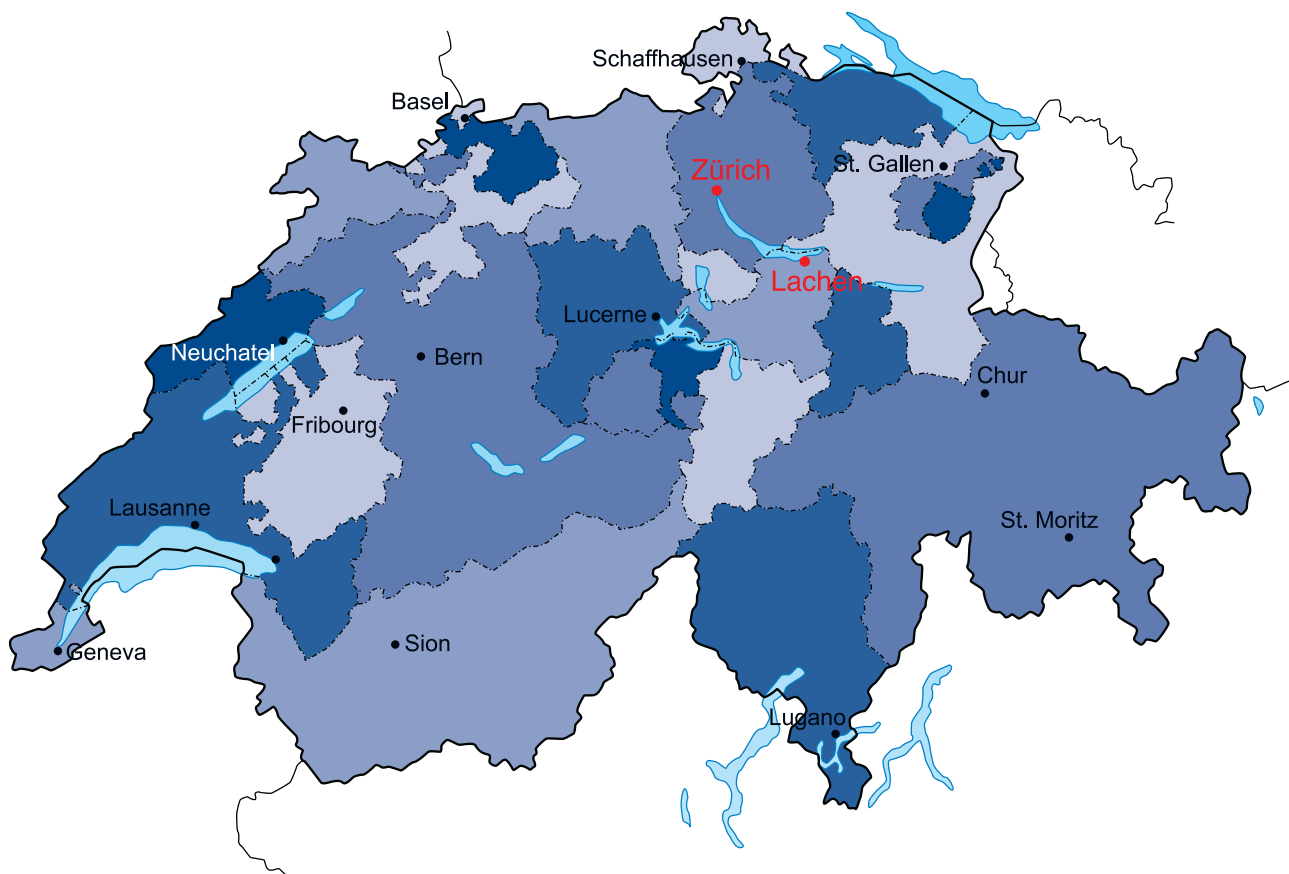 Schaffhausen
Basel
St. Gallen
Zürich
Lachen
Lucerne
Neuchatel
Bern
Chur
Fribourg
Lausanne
St. Moritz
Sion
Geneva
Lugano